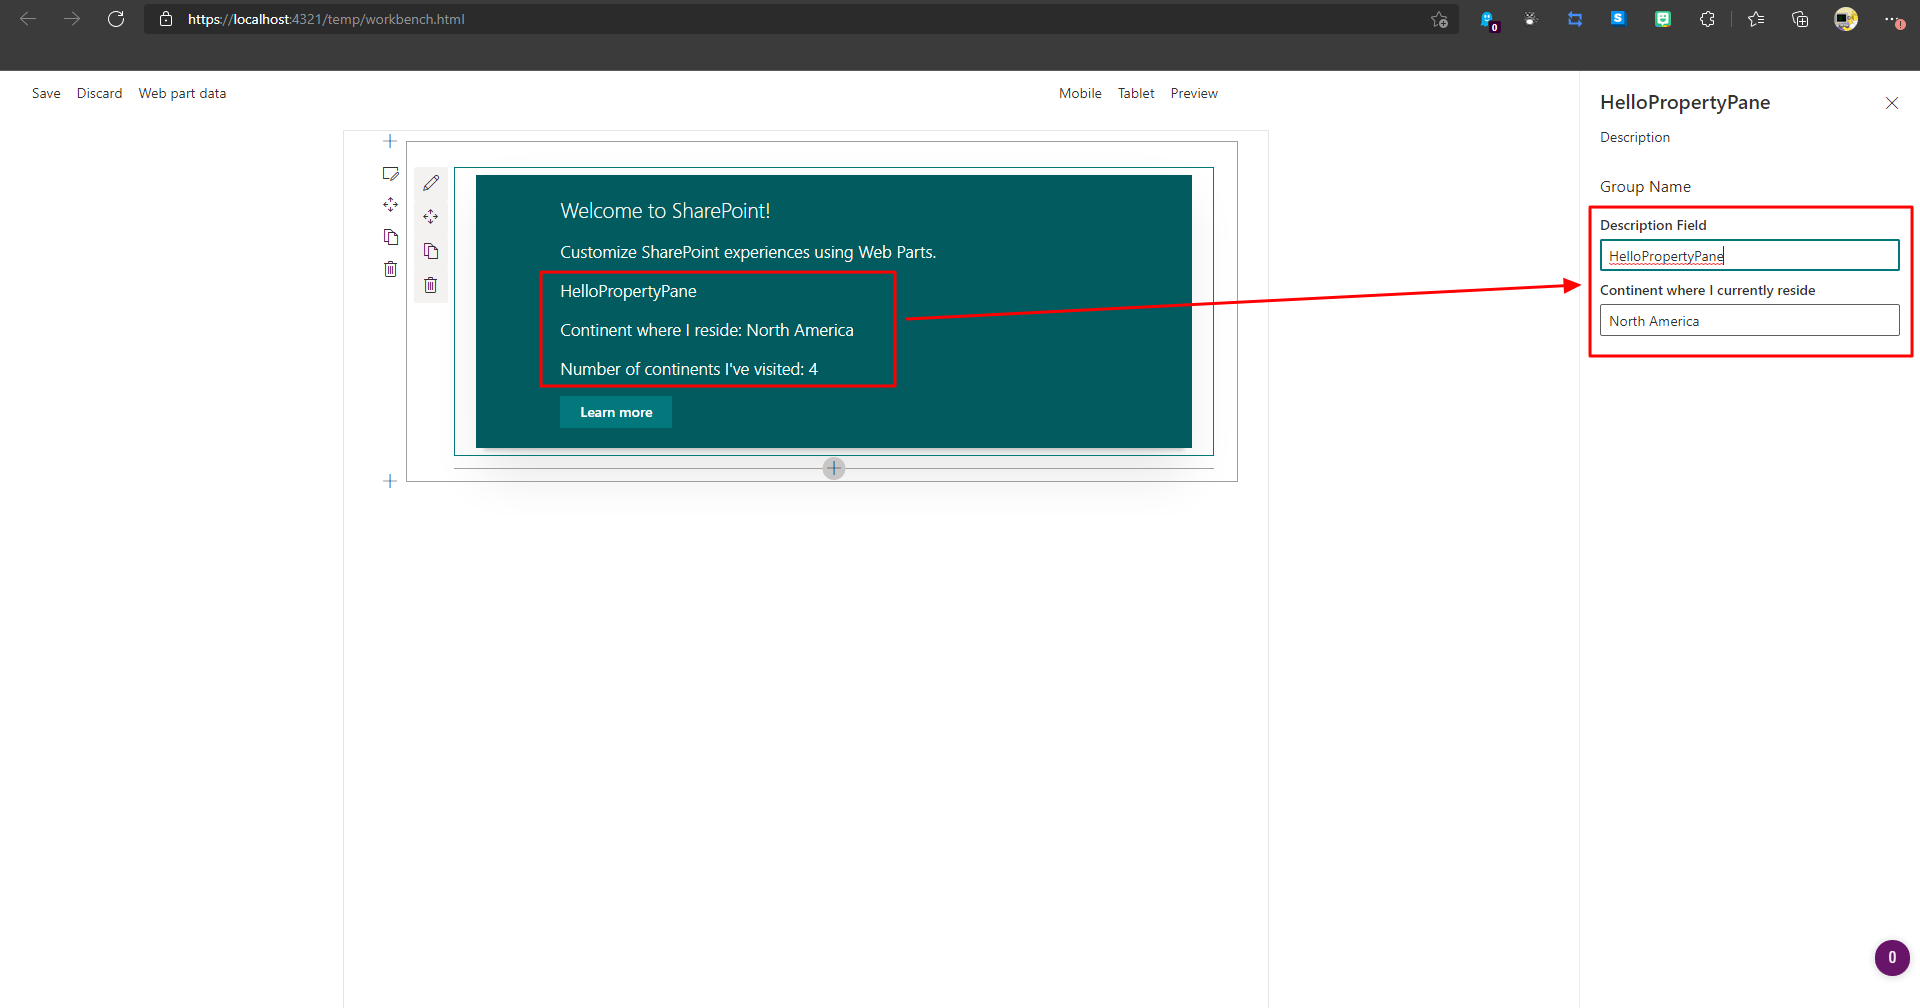 https://localhost:4321/temp/workbench.html
0
S
Save Discard Web part data
Mobile Tablet Preview
HelloPropertyPane
Description
Group Name
Description Field
HelloPropertyPane
Continent where I currently reside
North America
Welcome to SharePoint!
Customize SharePoint experiences using Web Parts.
HelloPropertyPane
Continent where I reside: North America
Number of continents I've visited: 4
Learn more
0